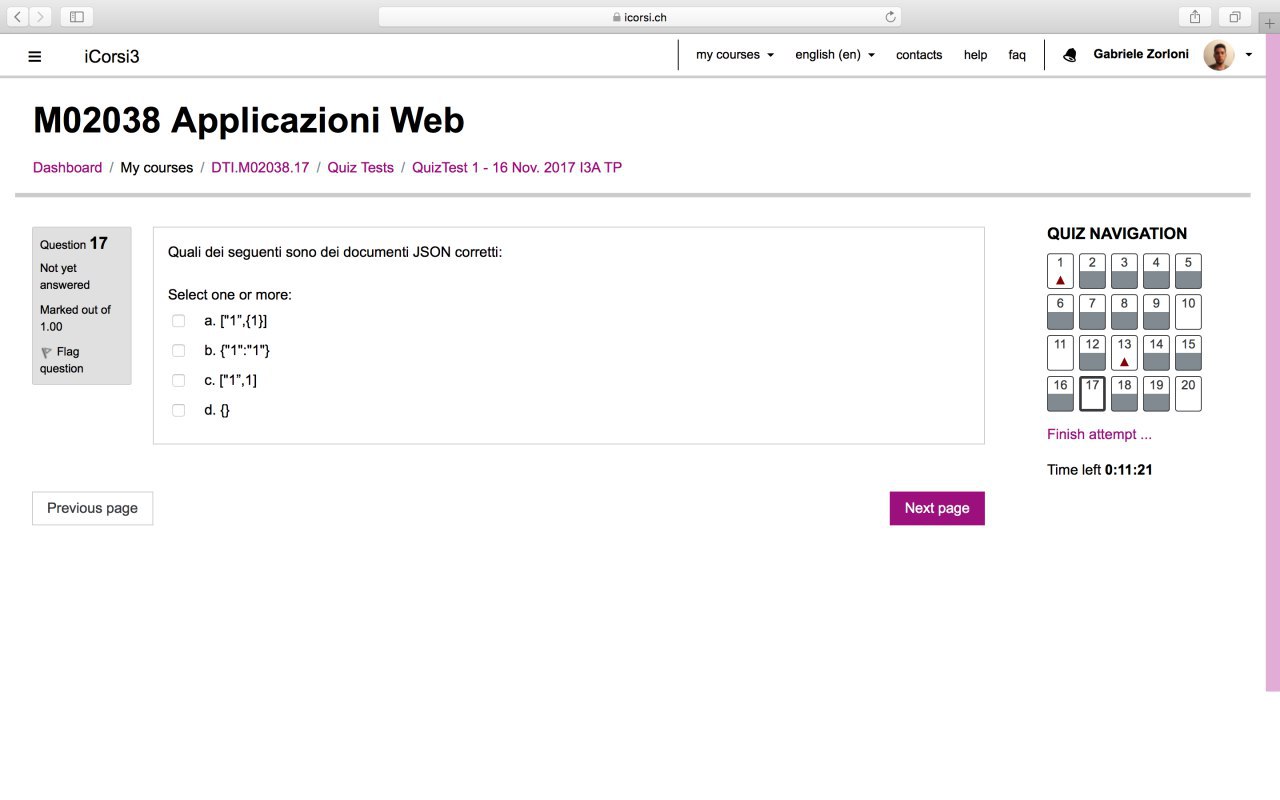 icorsi.ch
iCorsi3
my courses
english (en)
contacts
help
faq
Gabriele Zorloni
M02038 Applicazioni Web
Dashboard / My courses / DTI.M02038.17 / Quiz Tests / QuizTest 1 - 16 Nov. 2017 I3A TP
Question 17
Not yet
answered
Marked out of
1.00
Flag
question
Quali dei seguenti sono dei documenti JSON corretti:
Select one or more:
a. ["1",{1}]
b. {"1":"1"}
c. ["1",1]
d. {}
Previous page
Next page
QUIZ NAVIGATION
1 2 3 4 5
6 7 8 9 10
11 12 13 14 15
16 17 18 19 20
Finish attempt ...
Time left 0:11:21